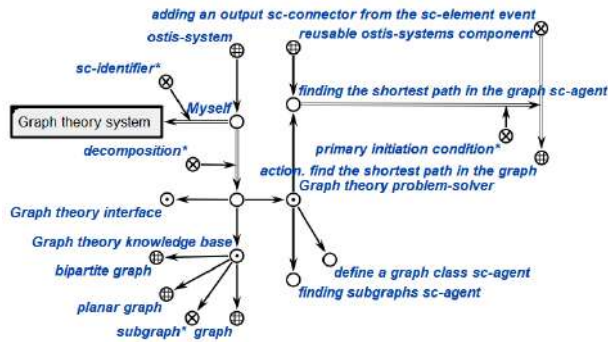 adding an output sc-connector from the sc-element event
ostis-system
reusable ostis-systems component
sc-identifier*
finding the shortest path in the graph sc-agent
Myself
Graph theory system
decomposition*
primary initiation condition*
action. find the shortest path in the graph
Graph theory problem-solver
Graph theory interface
Graph theory knowledge base
bipartite graph
define a graph class sc-agent
finding subgraphs sc-agent
planar graph
subgraph* graph